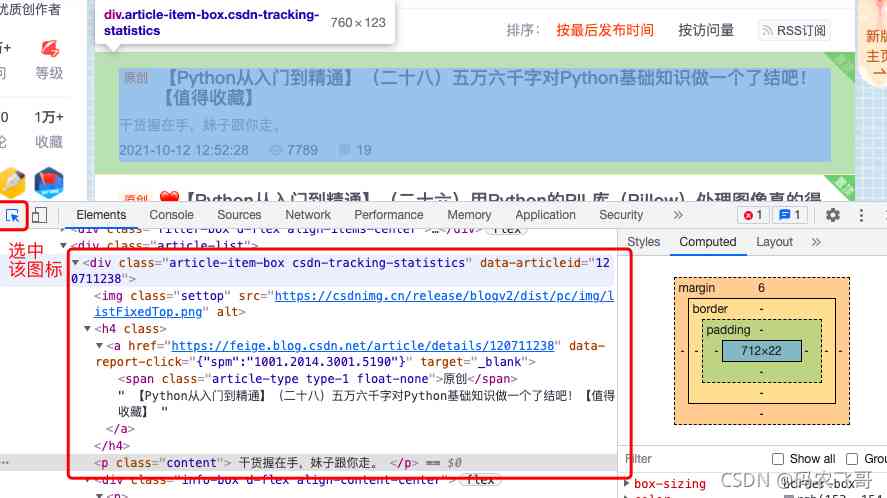 优质创作者
div.article-item-box.csdn-tracking-statistics 760×123
排序: 按最后发布时间 按访问量 RSS订阅
新版
主页
等级
原创 【Python从入门到精通】（二十八）五万六千字对Python基础知识做一个了结吧！
【值得收藏】
干货握在手，妹子跟你走。
1万+
收藏
2021-10-12 12:52:28 7789 19
置顶
原创 【Python从入门到精通】（二十六）用Python的PIL库（Pillow）处理图像真的得
Elements Console Sources Network Performance Memory Application Security » 1 1
选中
该图标
<div class="filler-box d-flex align-items-center">…</div> flex
▼<div class="article-list">
▼<div class="article-item-box csdn-tracking-statistics" data-articleid="12
0711238">
<img class="settop" src="https://csdnimg.cn/release/blogv2/dist/pc/img/l
istFixedTop.png" alt>
▼<h4 class>
▼<a href="https://feige.blog.csdn.net/article/details/120711238" data-
report-click="{"spm":"1001.2014.3001.5190"}" target="_blank">
<span class="article-type type-1 float-none">原创</span>
" 【Python从入门到精通】（二十八）五万六千字对Python基础知识做一个了结吧！【值得
收藏】 "
</a>
</h4>
<p class="content"> 干货握在手，妹子跟你走。 </p> == $0
<div class="info-box d-flex align-content-center"> flex
▼<p>
Styles Computed Layout »
margin 6
border -
padding -
- - - 712×22 - - -
-
-
-
Filter Show all Grou
box-sizing border-box
color
CSDN @码农飞哥